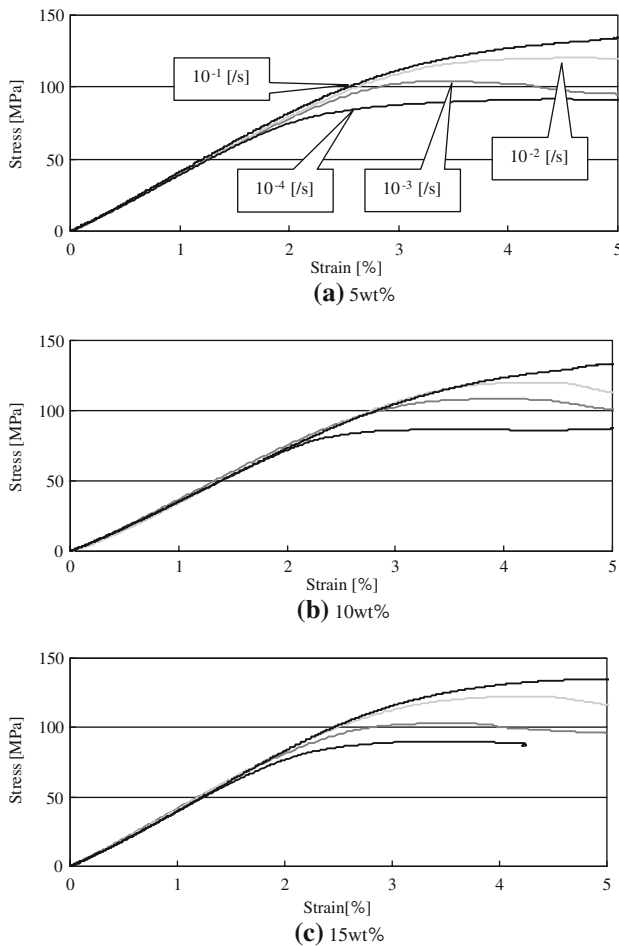 150
100
50
0
Stress [MPa]
10-1 [/s]
10-4 [/s]
10-3 [/s]
10-2 [/s]
0 1 2 3 4 5
Strain [%]
(a) 5wt%
150
100
50
0
Stress [MPa]
0 1 2 3 4 5
Strain [%]
(b) 10wt%
150
100
50
0
Stress [MPa]
0 1 2 3 4 5
Strain[%]
(c) 15wt%